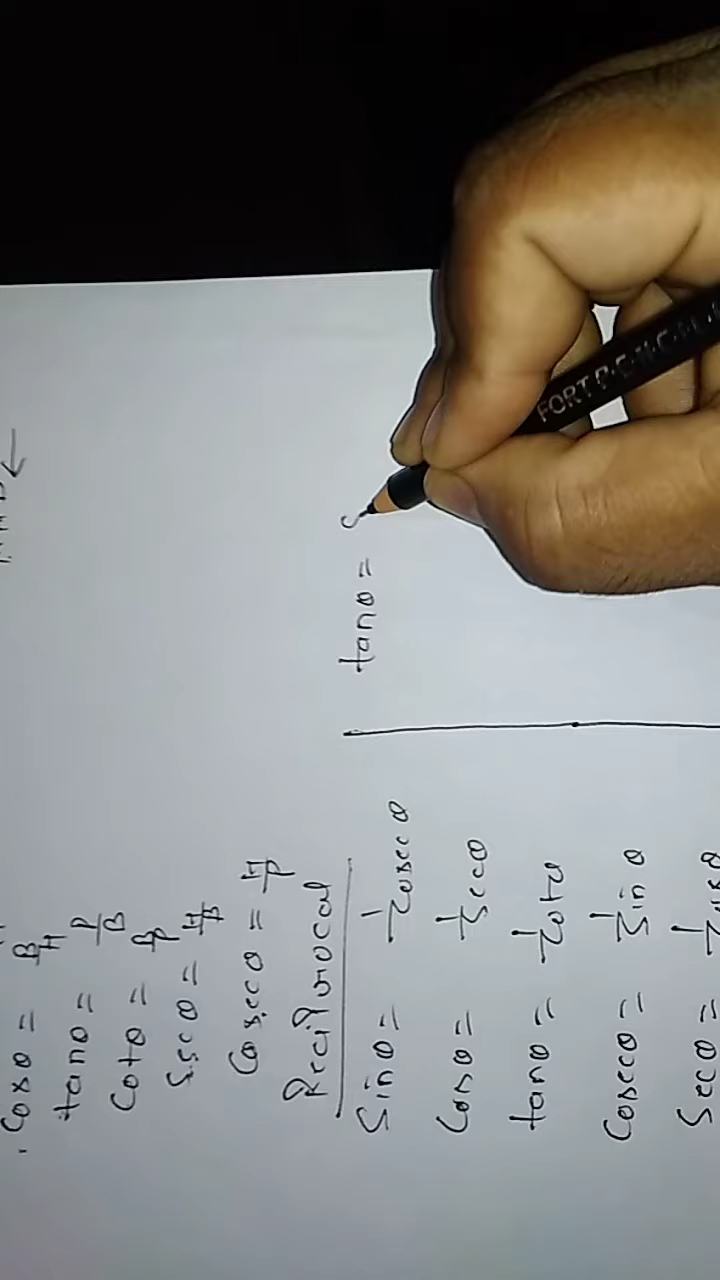 cosθ = B/H
tanθ = P/B
cotθ = B/P
secθ = H/B
Cosecθ = H/P
Reciprocal
Sinθ = 1/Cosecθ
Cosθ = 1/Secθ
tanθ = 1/Cotθ
Cosecθ = 1/Sinθ
Secθ = 1/Cosθ
tanθ =
FORT